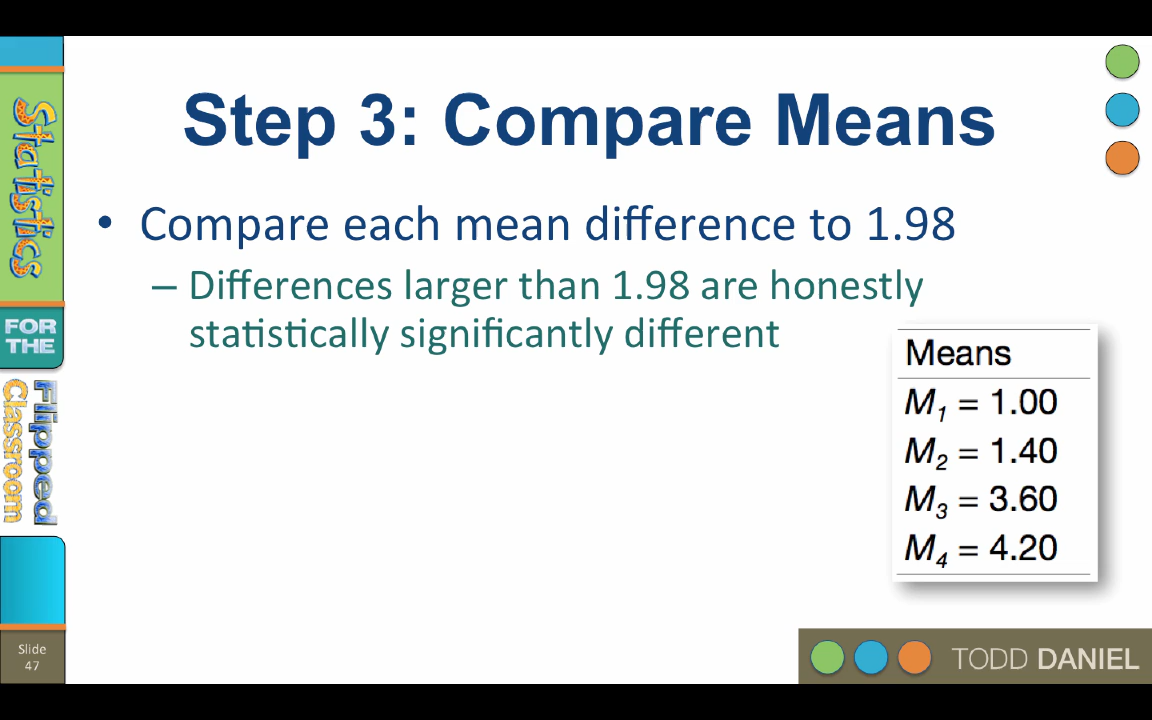 Statistics
FOR
THE
Flipped
Classroom
Slide
47
Step 3: Compare Means
• Compare each mean difference to 1.98
– Differences larger than 1.98 are honestly
statistically significantly different
Means
M₁ = 1.00
M₂ = 1.40
M₃ = 3.60
M₄ = 4.20
TODD DANIEL